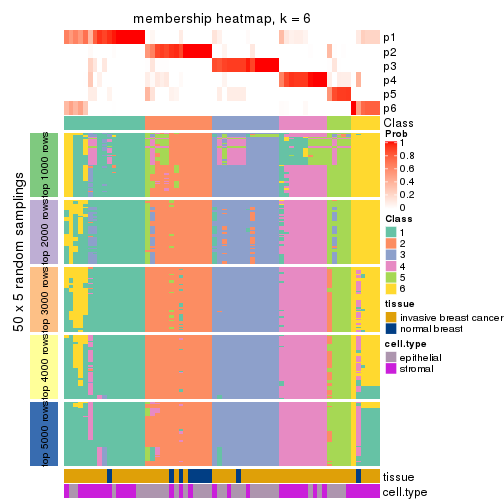 membership heatmap, k = 6
p1
p2
p3
p4
p5
p6
Class
50 x 5 random samplings
top 1000 rows
top 2000 rows
top 3000 rows
top 4000 rows
top 5000 rows
tissue
cell.type
Prob
1
0.8
0.6
0.4
0.2
0
Class
1
2
3
4
5
6
tissue
invasive breast cancer
normal breast
cell.type
epithelial
stromal